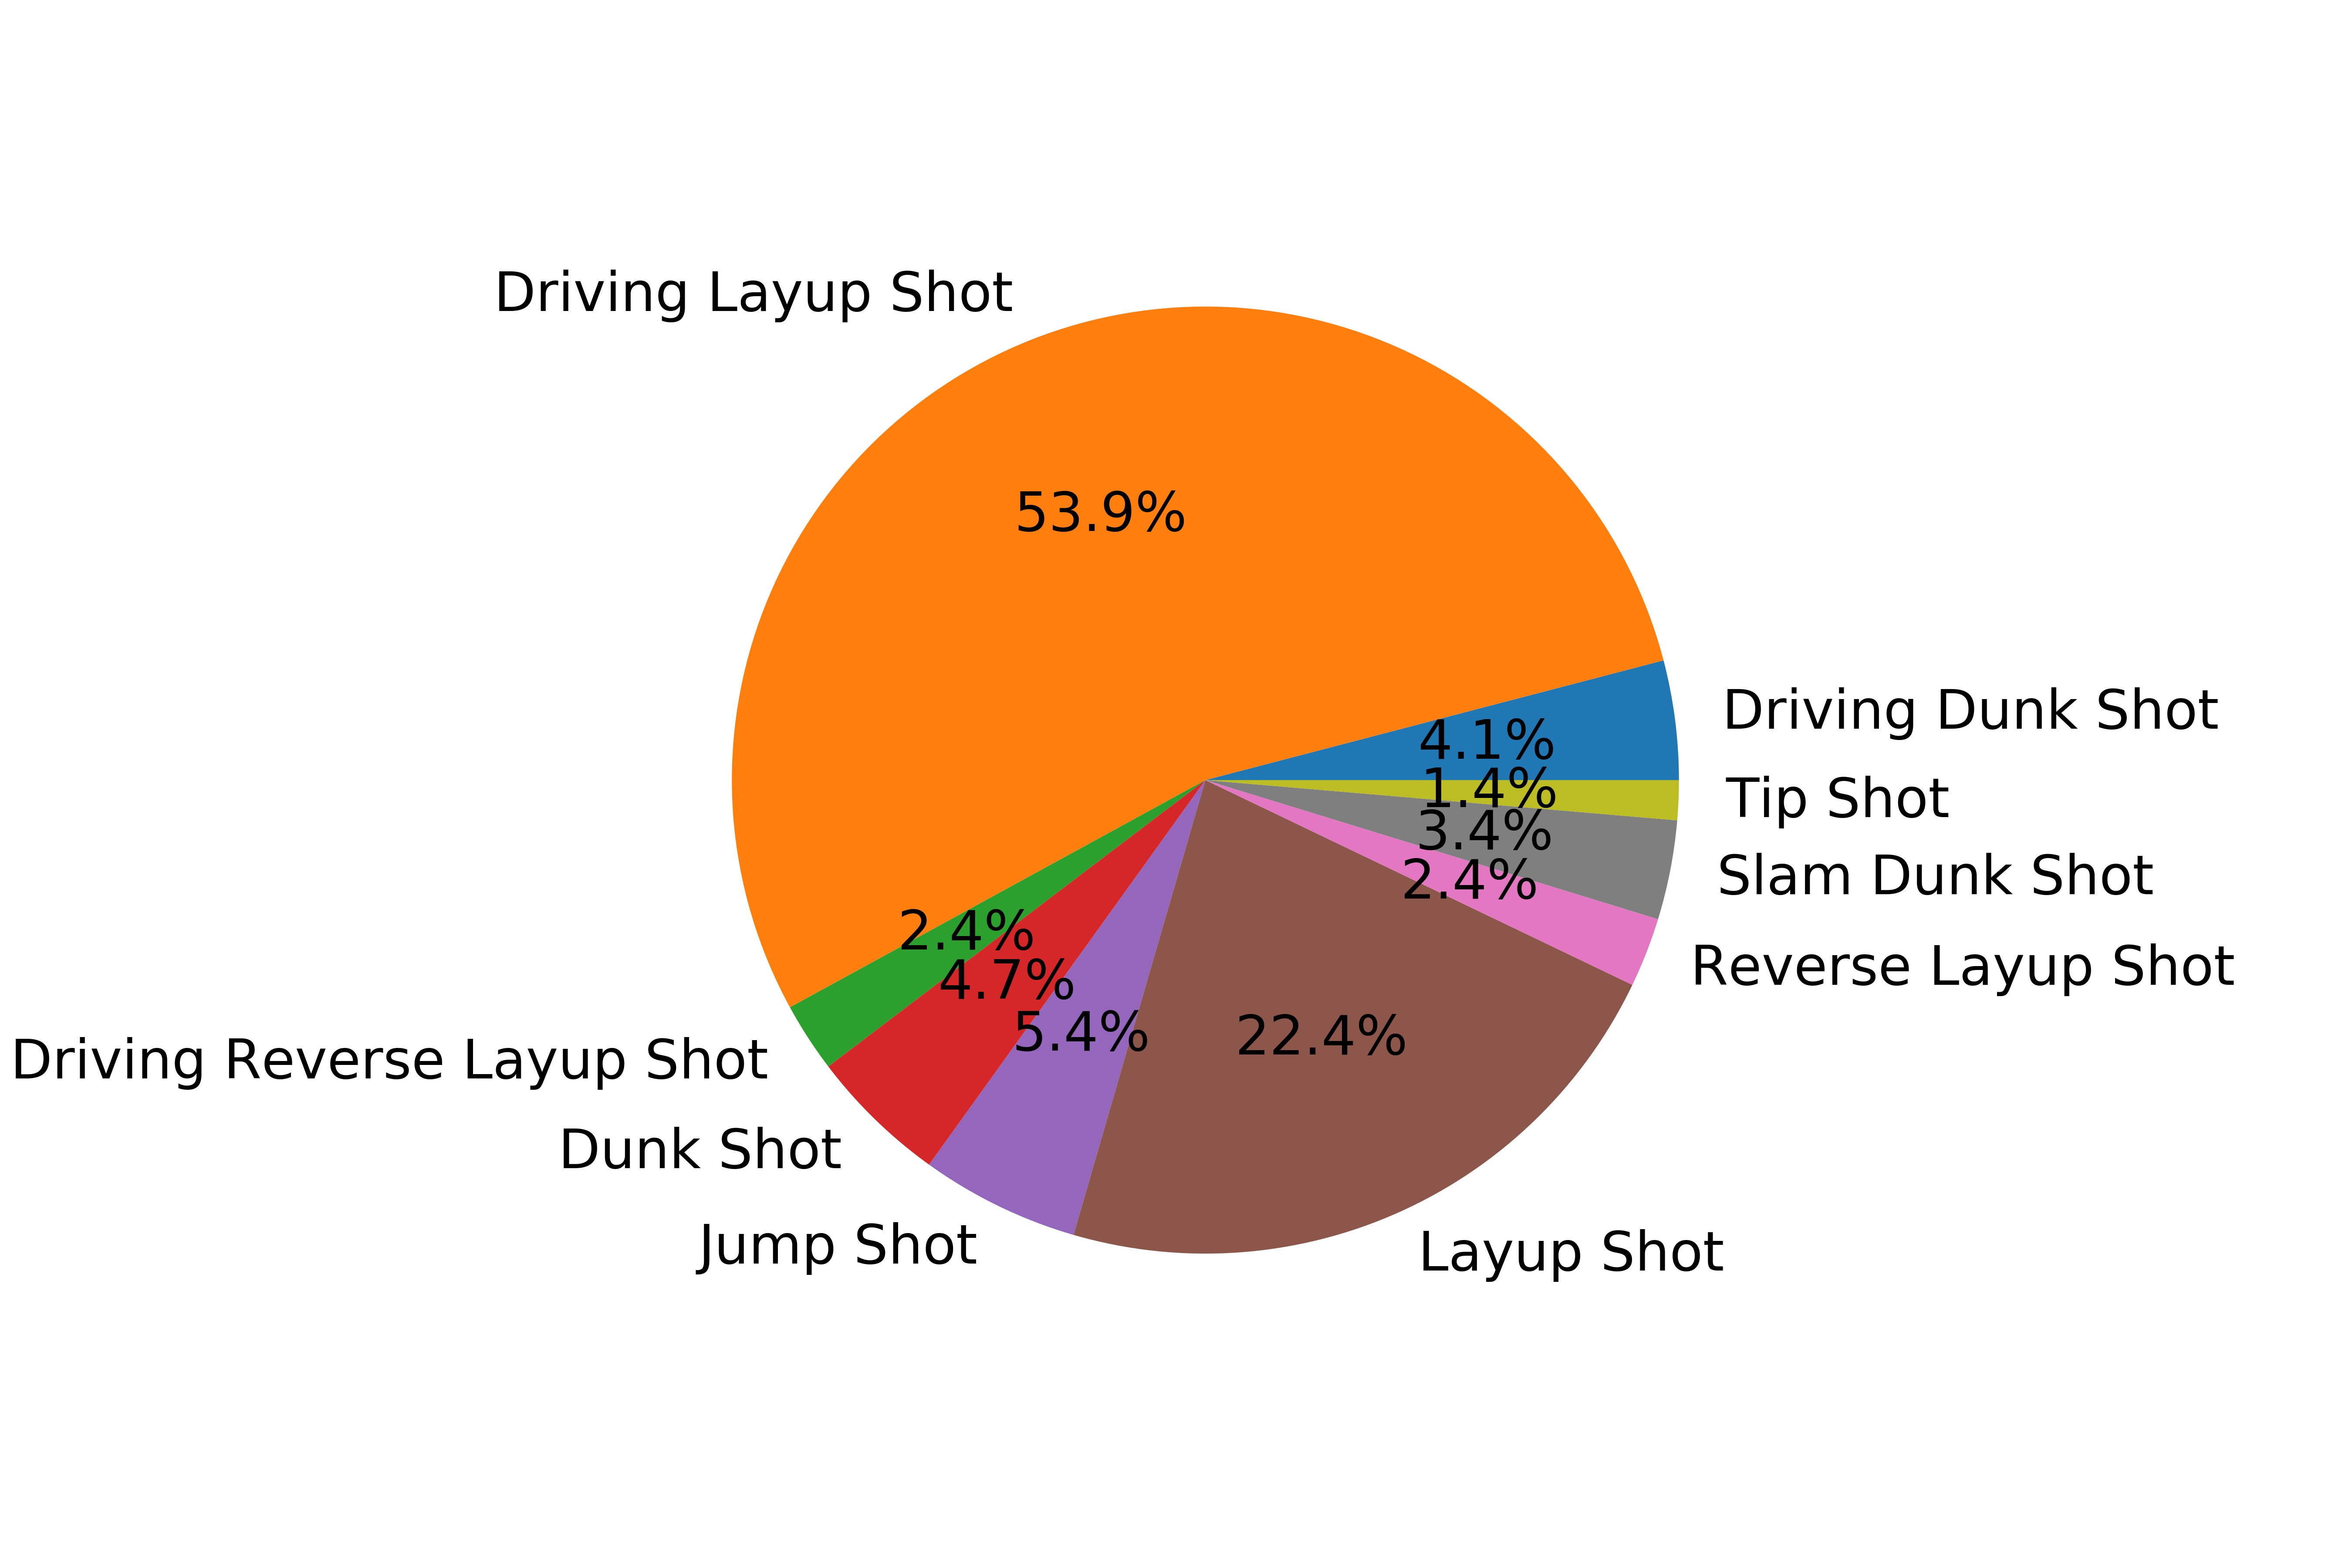 Driving Layup Shot
53.9%
Driving Dunk Shot
4.1%
Tip Shot
1.4%
3.4%
Slam Dunk Shot
2.4%
Reverse Layup Shot
2.4%
4.7%
5.4%
22.4%
Driving Reverse Layup Shot
Dunk Shot
Jump Shot
Layup Shot